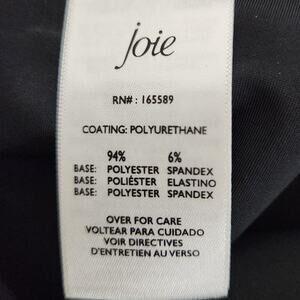 joie
RN#: 165589
COATING: POLYURETHANE
94% 6%
BASE: POLYESTER SPANDEX
BASE: POLIÉSTER ELASTINO
BASE: POLYESTER SPANDEX
OVER FOR CARE
VOLTEAR PARA CUIDADO
VOIR DIRECTIVES
D'ENTRETIEN AU VERSO